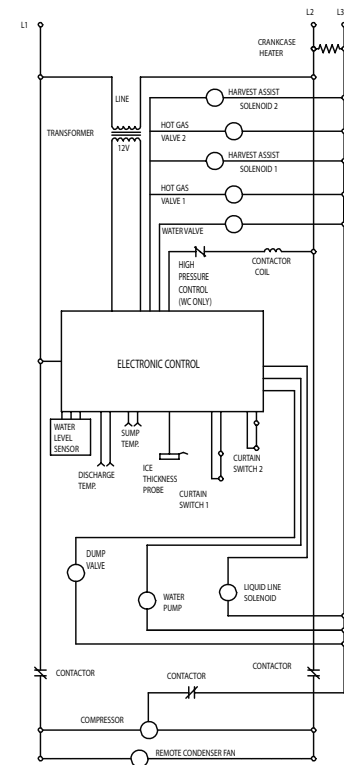 L1
L2
L3
CRANKCASE
HEATER
LINE
HARVEST ASSIST
SOLENOID 2
TRANSFORMER
HOT GAS
VALVE 2
12V
HARVEST ASSIST
SOLENOID 1
HOT GAS
VALVE 1
WATER VALVE
HIGH
PRESSURE
CONTROL
(WC ONLY)
CONTACTOR
COIL
ELECTRONIC CONTROL
WATER
LEVEL
SENSOR
SUMP
TEMP.
DISCHARGE
TEMP.
ICE
THICKNESS
PROBE
CURTAIN
SWITCH 1
CURTAIN
SWITCH 2
DUMP
VALVE
WATER
PUMP
LIQUID LINE
SOLENOID
CONTACTOR
CONTACTOR
CONTACTOR
COMPRESSOR
REMOTE CONDENSER FAN